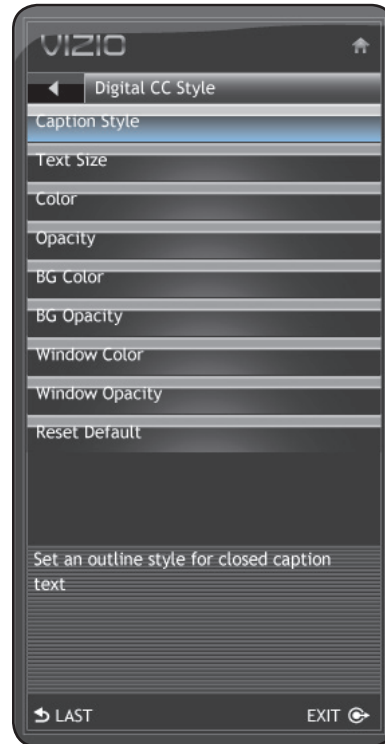 VIZIO
Digital CC Style
Caption Style
Text Size
Color
Opacity
BG Color
BG Opacity
Window Color
Window Opacity
Reset Default
Set an outline style for closed caption
text
LAST EXIT